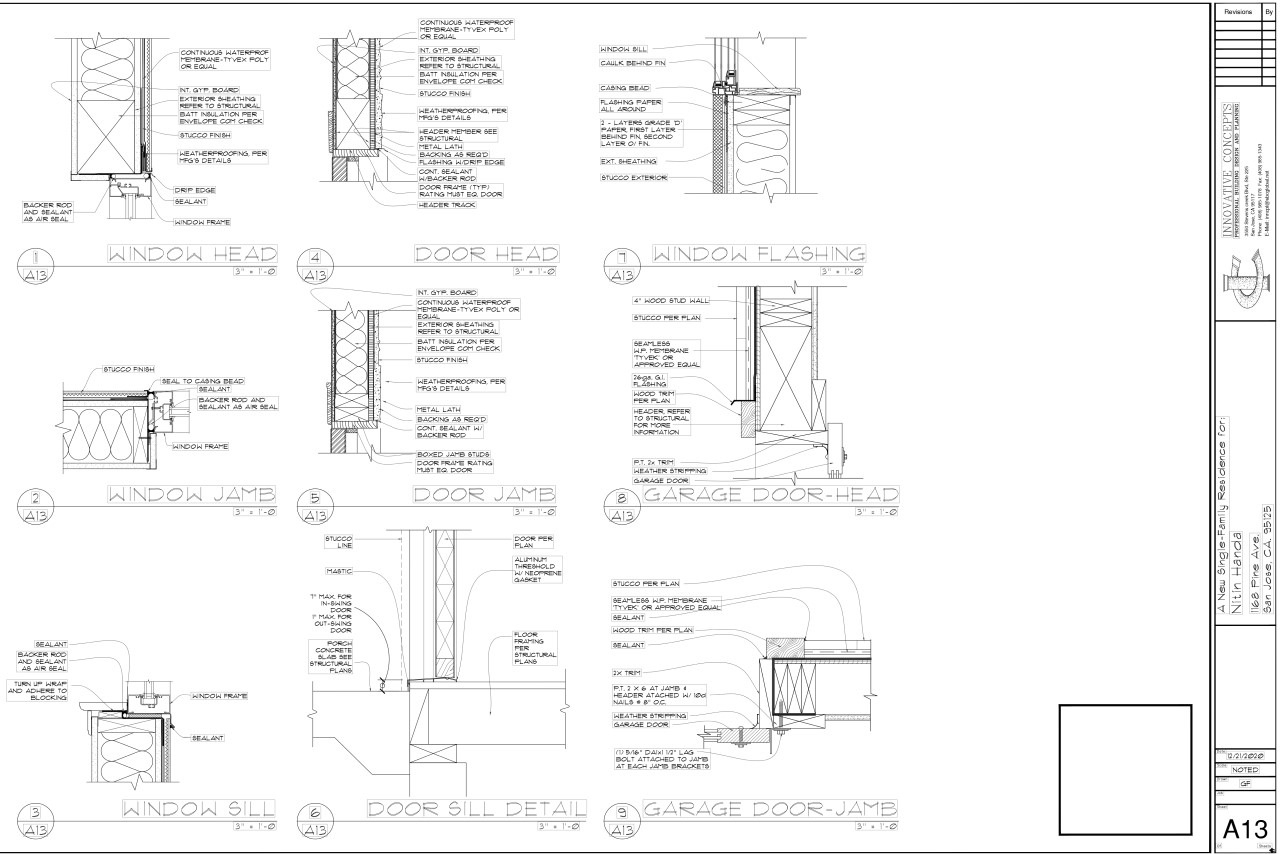 CONTINUOUS WATERPROF
MEMBRANE-TYVEX POLY
OR EQUAL
INT. GYP. BOARD
EXTERIOR SHEATHING
REFER TO STRUCTURAL
BATT INSULATION PER
ENVELOPE COM CHECK
STUCCO FINISH
WEATHERPROOFING, PER
MFG'S DETAILS
DRIP EDGE
SEALANT
WINDOW FRAME
BACKER ROD
AND SEALANT
AS AIR SEAL
1
A13
WINDOW HEAD
3" = 1'-0
CONTINUOUS WATERPROOF
MEMBRANE-TYVEX POLY
OR EQUAL
INT. GYP. BOARD
EXTERIOR SHEATHING
REFER TO STRUCTURAL
BATT INSULATION PER
ENVELOPE COM CHECK
STUCCO FINISH
WEATHERPROOFING, PER
MFG'S DETAILS
HEADER MEMBER SEE
STRUCTURAL
METAL LATH
BACKING AS REQ'D
FLASHING W/DRIP EDGE
CONT. SEALANT
W/BACKER ROD
DOOR FRAME (TYP)
RATING MUST EQ. DOOR
HEADER TRACK
4
A13
DOOR HEAD
3" = 1'-0
WINDOW SILL
CAULK BEHIND FIN
CASING BEAD
FLASHING PAPER
ALL AROUND
2 - LAYERS GRADE 'D'
PAPER, FIRST LAYER
BEHIND FIN, SECOND
LAYER O/ FIN.
EXT. SHEATHING
STUCCO EXTERIOR
7
A13
WINDOW FLASHING
3" = 1'-0
STUCCO FINISH
SEAL TO CASING BEAD
SEALANT
BACKER ROD AND
SEALANT AS AIR SEAL
WINDOW FRAME
2
A13
WINDOW JAMB
3" = 1'-0
INT. GYP. BOARD
CONTINUOUS WATERPROOF
MEMBRANE-TYVEX POLY OR
EQUAL
EXTERIOR SHEATHING
REFER TO STRUCTURAL
BATT INSULATION PER
ENVELOPE COM CHECK
STUCCO FINISH
WEATHERPROOFING, PER
MFG'S DETAILS
METAL LATH
BACKING AS REQ'D
CONT. SEALANT W/
BACKER ROD
BOXED JAMB STUDS
DOOR FRAME RATING
MUST EQ. DOOR
5
A13
DOOR JAMB
3" = 1'-0
4" WOOD STUD WALL
STUCCO PER PLAN
SEAMLESS
W.P. MEMBRANE
'TYVEK' OR
APPROVED EQUAL
26ga. G.I.
FLASHING
WOOD TRIM
PER PLAN
HEADER, REFER
TO STRUCTURAL
FOR MORE
INFORMATION
P.T. 2x TRIM
WEATHER STRIPPING
GARAGE DOOR
8
A13
GARAGE DOOR-HEAD
3" = 1'-0
SEALANT
BACKER ROD
AND SEALANT
AS AIR SEAL
TURN UP WRAP
AND ADHERE TO
BLOCKING
WINDOW FRAME
SEALANT
3
A13
WINDOW SILL
3" = 1'-0
STUCCO
LINE
MASTIC
7" MAX. FOR
IN-SWING
DOOR
1" MAX. FOR
OUT-SWING
DOOR
PORCH
CONCRETE
SLAB SEE
STRUCTURAL
PLANS
DOOR PER
PLAN
ALUMINUM
THRESHOLD
W/ NEOPRENE
GASKET
FLOOR
FRAMING
PER
STRUCTURAL
PLANS
6
A13
DOOR SILL DETAIL
3" = 1'-0
STUCCO PER PLAN
SEAMLESS W.P. MEMBRANE
'TYVEK' OR APPROVED EQUAL
SEALANT
WOOD TRIM PER PLAN
SEALANT
2X TRIM
P.T. 2 X 6 AT JAMB &
HEADER ATACHED W/ 10d
NAILS @ 8" O.C.
WEATHER STRIPPING
GARAGE DOOR
(1) 5/16" DAIx1 1/2" LAG
BOLT ATTACHED TO JAMB
AT EACH JAMB BRACKETS
9
A13
GARAGE DOOR-JAMB
3" = 1'-0
Revisions By
INNOVATIVE CONCEPTS
PROFESSIONAL BUILDING DESIGN AND PLANNING
A New Single-Family Residence for:
Nitin Handa
1168 Pine Ave.
San Jose, CA. 95125
Date:
12/21/2020
Scale:
NOTED
Drawn:
GF
Job:
Sheet:
A13
Of Sheets